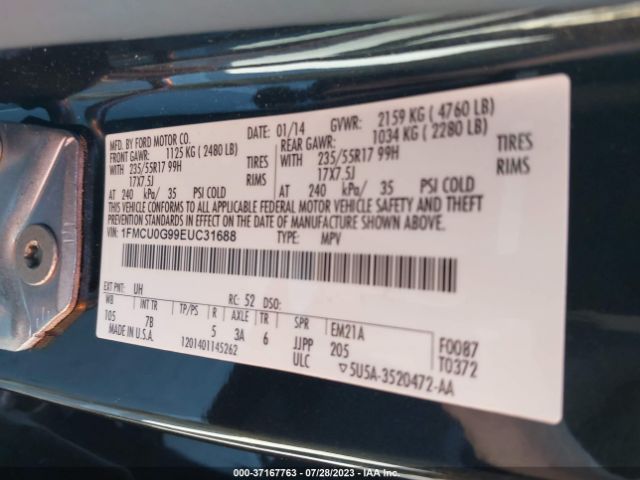 MFD. BY FORD MOTOR CO.
DATE: 01/14 GVWR: 2159 KG ( 4760 LB)
FRONT GAWR: 1125 KG ( 2480 LB) REAR GAWR: 1034 KG ( 2280 LB)
WITH 235/55R17 99H TIRES WITH 235/55R17 99H TIRES
17X7.5J RIMS 17X7.5J RIMS
AT 240 kPa/ 35 PSI COLD AT 240 kPa/ 35 PSI COLD
CONFORMS TO ALL APPLICABLE FEDERAL MOTOR VEHICLE SAFETY AND THEFT
PREVENTION STANDARDS IN EFFECT ON THE DATE OF MANUFACTURE SHOWN ABOVE.
VIN: 1FMCU0G99EUC31688 TYPE: MPV
EXT PNT: UH RC: 52 DSO:
WB INT TR TP/PS R AXLE TR SPR EM21A
105 7B 5 3A 6 JJPP 205 F0087
MADE IN U.S.A. 1201401145262 ULC T0372
▽5U5A-3520472-AA
000-37167763 - 07/28/2023 - IAA Inc.